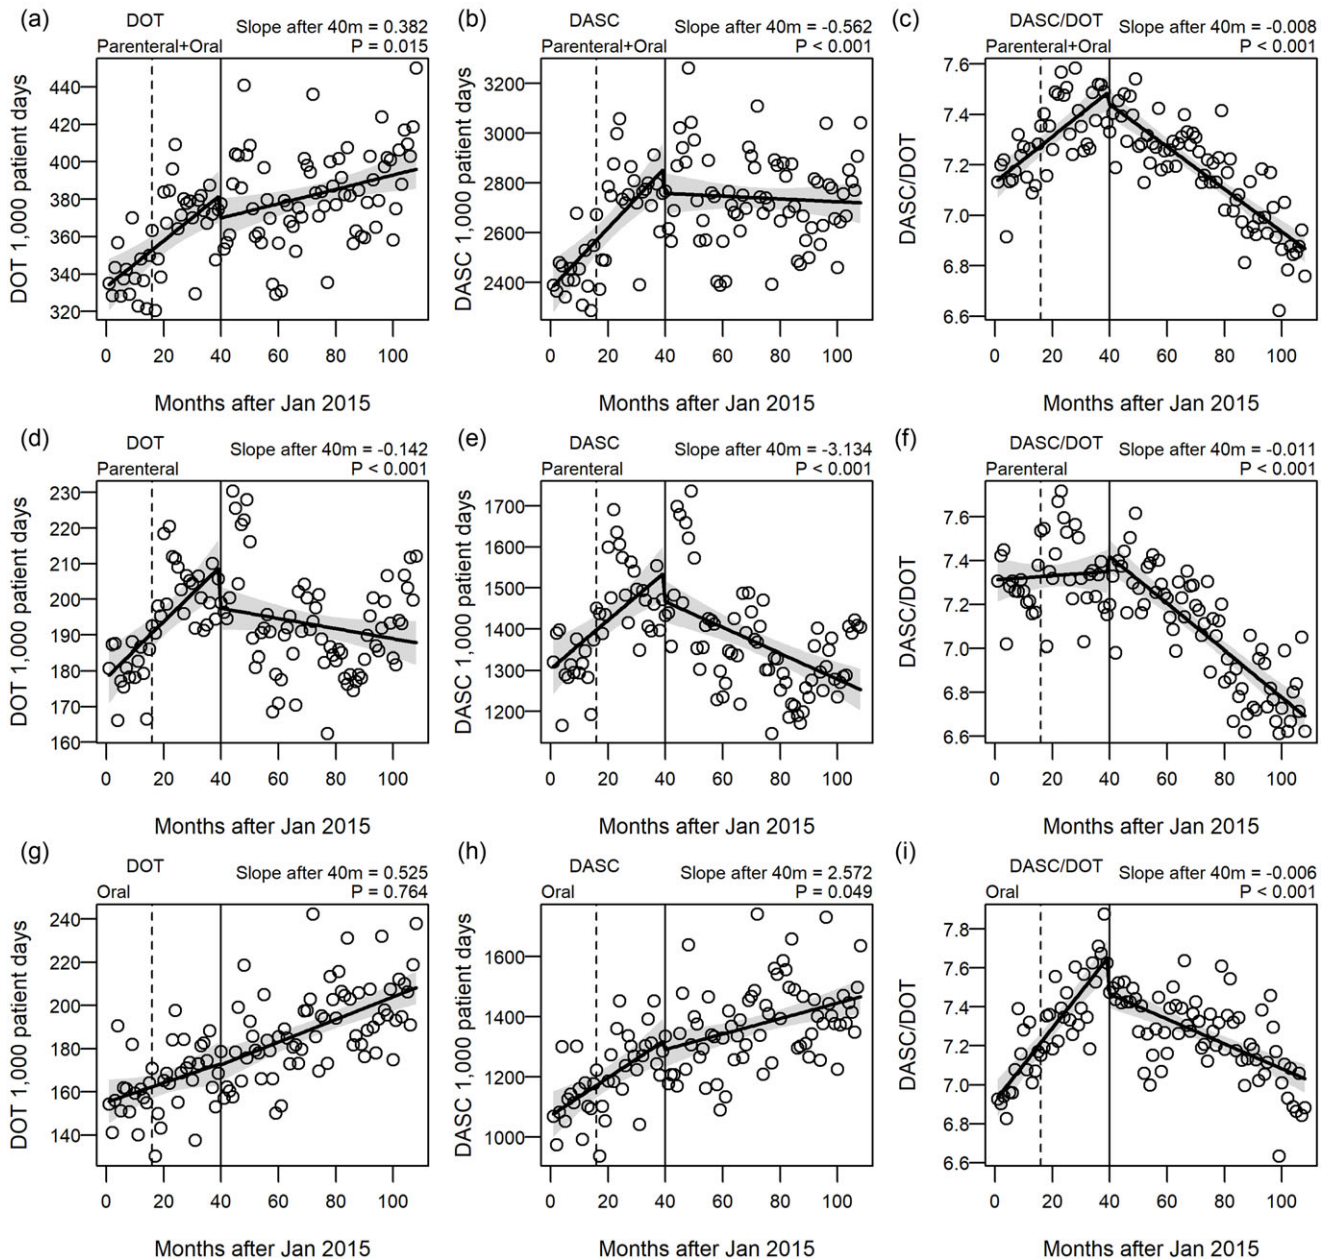 (a) DOT Slope after 40m = 0.382
Parenteral+Oral P = 0.015
DOT 1,000 patient days
440
420
400
380
360
340
320
0 20 40 60 80 100
Months after Jan 2015
(b) DASC Slope after 40m = -0.562
Parenteral+Oral P < 0.001
DASC 1,000 patient days
3200
3000
2800
2600
2400
0 20 40 60 80 100
Months after Jan 2015
(c) DASC/DOT Slope after 40m = -0.008
Parenteral+Oral P < 0.001
DASC/DOT
7.6
7.4
7.2
7.0
6.8
6.6
0 20 40 60 80 100
Months after Jan 2015
(d) DOT Slope after 40m = -0.142
Parenteral P < 0.001
DOT 1,000 patient days
230
220
210
200
190
180
170
160
0 20 40 60 80 100
Months after Jan 2015
(e) DASC Slope after 40m = -3.134
Parenteral P < 0.001
DASC 1,000 patient days
1700
1600
1500
1400
1300
1200
0 20 40 60 80 100
Months after Jan 2015
(f) DASC/DOT Slope after 40m = -0.011
Parenteral P < 0.001
DASC/DOT
7.6
7.4
7.2
7.0
6.8
6.6
0 20 40 60 80 100
Months after Jan 2015
(g) DOT Slope after 40m = 0.525
Oral P = 0.764
DOT 1,000 patient days
240
220
200
180
160
140
0 20 40 60 80 100
Months after Jan 2015
(h) DASC Slope after 40m = 2.572
Oral P = 0.049
DASC 1,000 patient days
1600
1400
1200
1000
0 20 40 60 80 100
Months after Jan 2015
(i) DASC/DOT Slope after 40m = -0.006
Oral P < 0.001
DASC/DOT
7.8
7.6
7.4
7.2
7.0
6.8
6.6
0 20 40 60 80 100
Months after Jan 2015